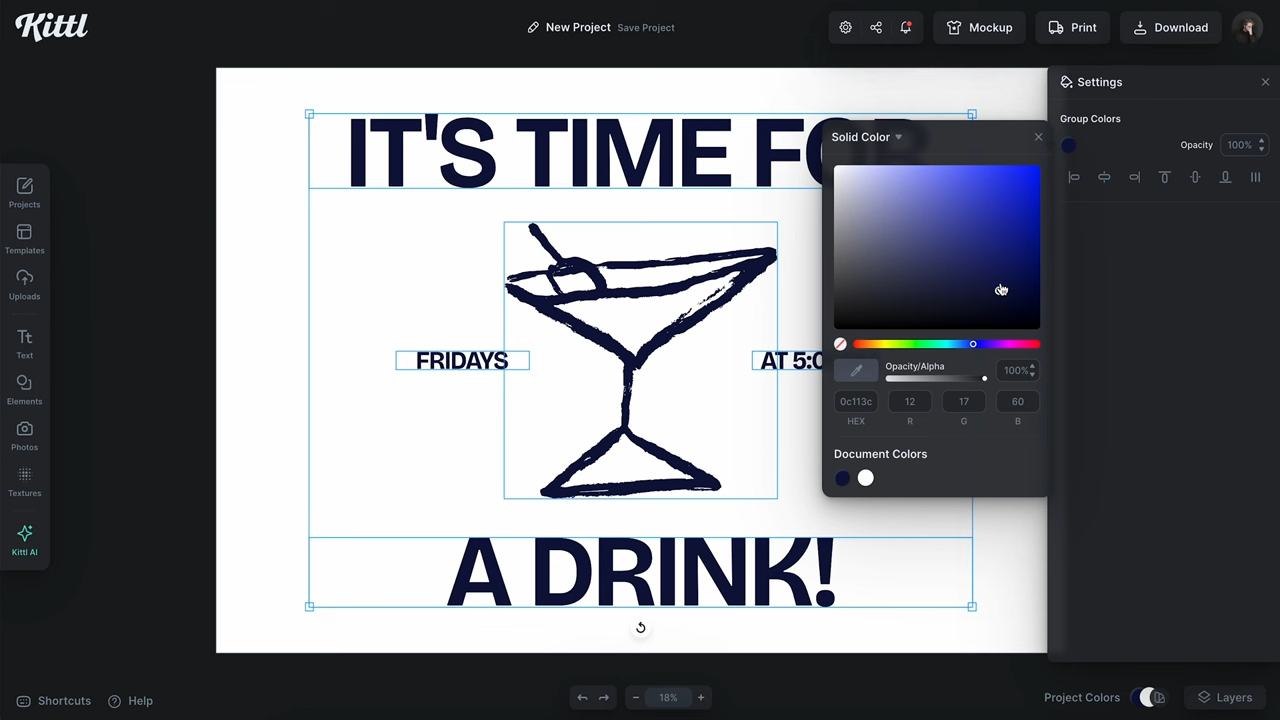 Kittl
New Project Save Project
Mockup
Print
Download
Projects
Templates
Uploads
Text
Elements
Photos
Textures
Kittl AI
IT'S TIME FOR
FRIDAYS
AT 5:0
A DRINK!
Solid Color
Opacity/Alpha
100%
0c113c 12 17 60
HEX R G B
Document Colors
Settings
Group Colors
Opacity 100%
Shortcuts
Help
18%
Project Colors
Layers